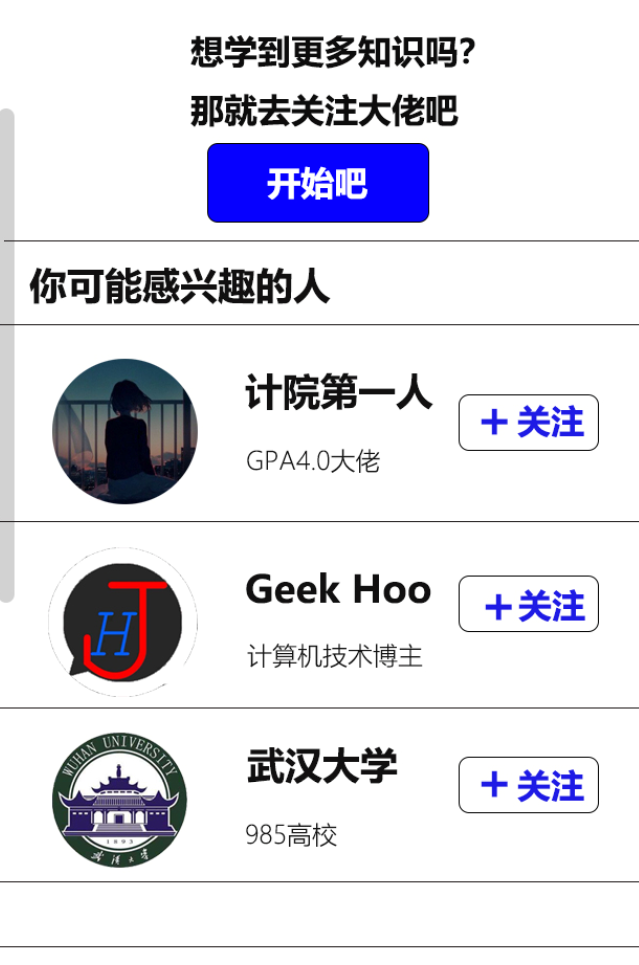 想学到更多知识吗？
那就去关注大佬吧
开始吧
你可能感兴趣的人
计院第一人
GPA4.0大佬
＋关注
HJ
Geek Hoo
计算机技术博主
＋关注
WUHAN UNIVERSITY
1893
武汉大学
武汉大学
985高校
＋关注